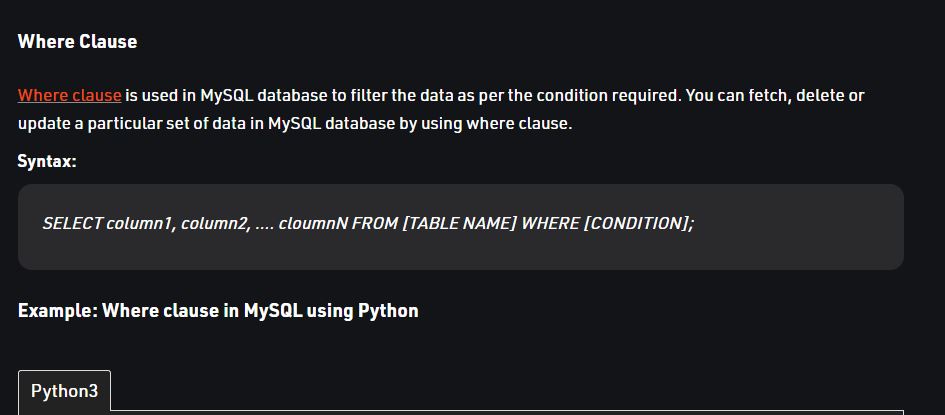 Where Clause
Where clause is used in MySQL database to filter the data as per the condition required. You can fetch, delete or
update a particular set of data in MySQL database by using where clause.
Syntax:
SELECT column1, column2, .... cloumnN FROM [TABLE NAME] WHERE [CONDITION];
Example: Where clause in MySQL using Python
Python3